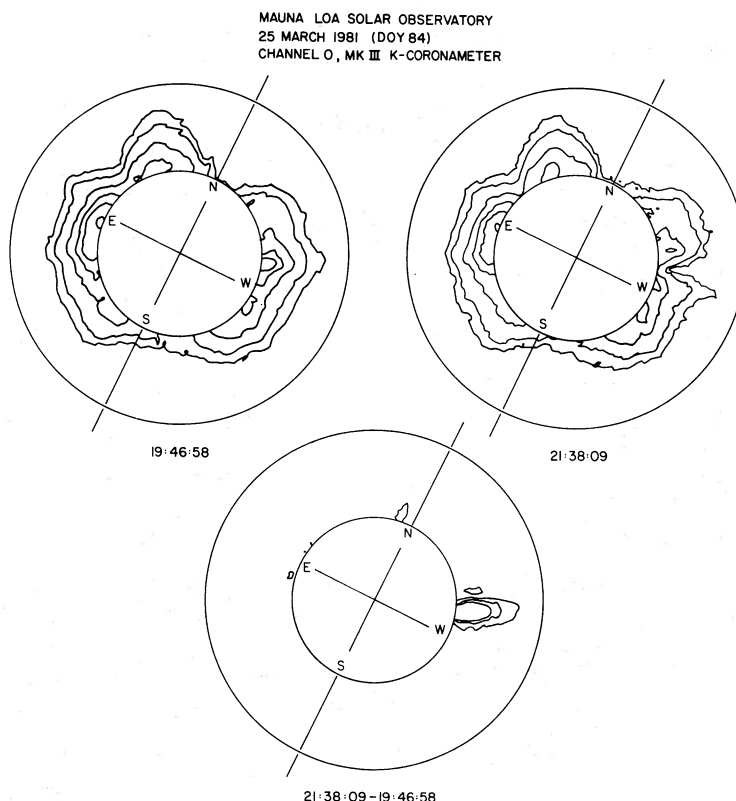 MAUNA LOA SOLAR OBSERVATORY
25 MARCH 1981 (DOY 84)
CHANNEL O, MK III K-CORONAMETER
N
E
W
S
19:46:58
N
E
W
S
21:38:09
N
E
W
S
21:38:09-19:46:58